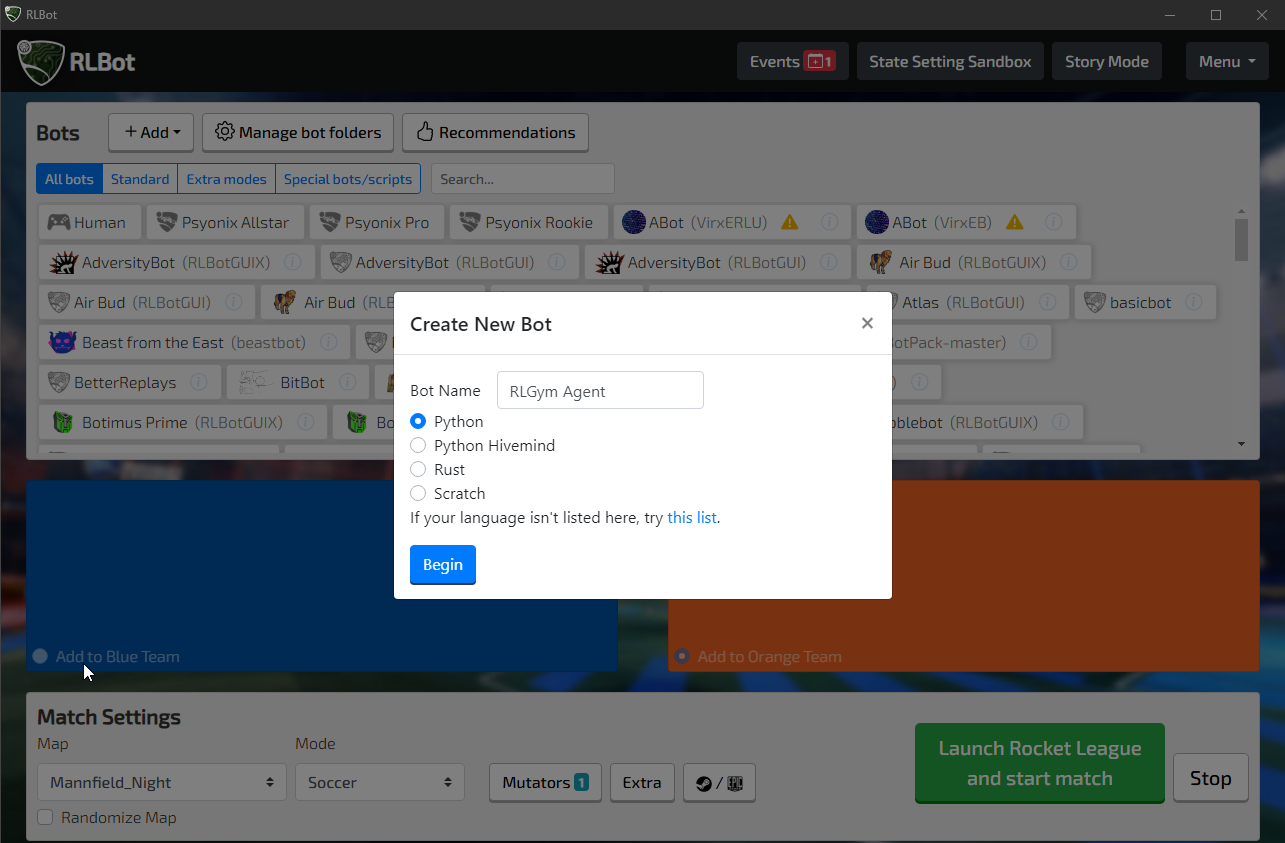 RLBot
RLBot
Events 1 State Setting Sandbox Story Mode Menu
Bots + Add Manage bot folders Recommendations
All bots Standard Extra modes Special bots/scripts Search...
Human Psyonix Allstar Psyonix Pro Psyonix Rookie ABot (VirxERLU) ABot (VirxEB)
AdversityBot (RLBotGUIX) AdversityBot (RLBotGUI) AdversityBot (RLBotGUI) Air Bud (RLBotGUIX)
Air Bud (RLBotGUI) Air Bud Atlas (RLBotGUI) basicbot
Beast from the East (beastbot) otPack-master)
BetterReplays BitBot
Botimus Prime (RLBotGUIX) Bo blebot (RLBotGUIX)
Create New Bot ×
Bot Name RLGym Agent
Python
Python Hivemind
Rust
Scratch
If your language isn't listed here, try this list.
Begin
Add to Blue Team Add to Orange Team
Match Settings
Map Mode
Mannfield_Night Soccer Mutators 1 Extra / EPIC
Randomize Map
Launch Rocket League
and start match
Stop